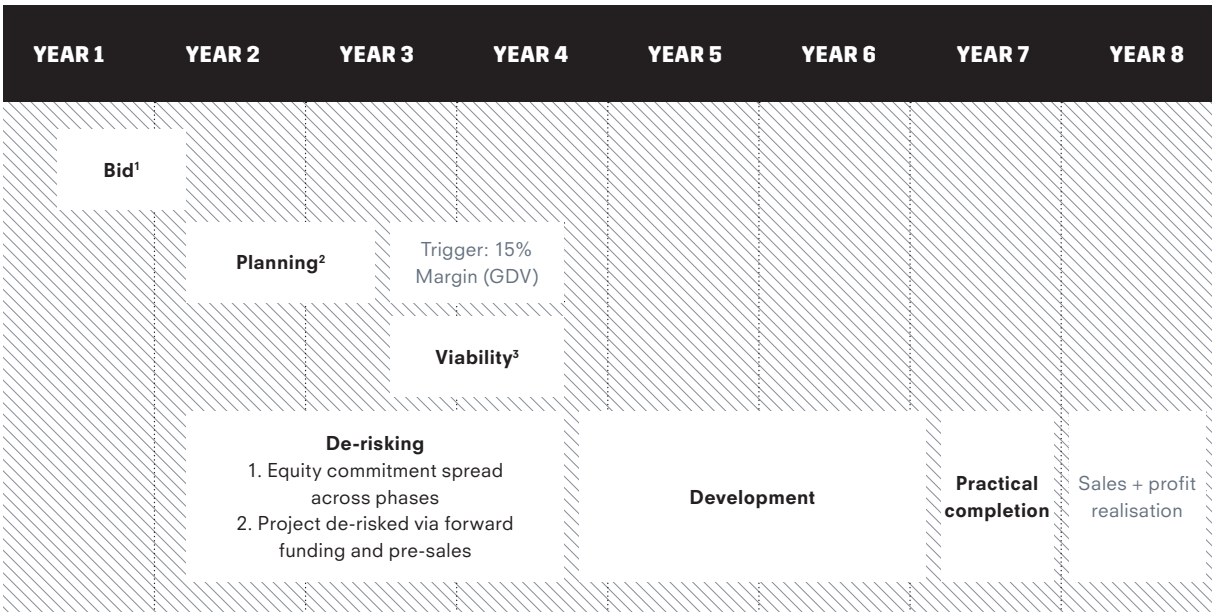 YEAR 1 YEAR 2 YEAR 3 YEAR 4 YEAR 5 YEAR 6 YEAR 7 YEAR 8
Bid¹
Planning²
Trigger: 15%
Margin (GDV)
Viability³
De-risking
1. Equity commitment spread
across phases
2. Project de-risked via forward
funding and pre-sales
Development
Practical
completion
Sales + profit
realisation